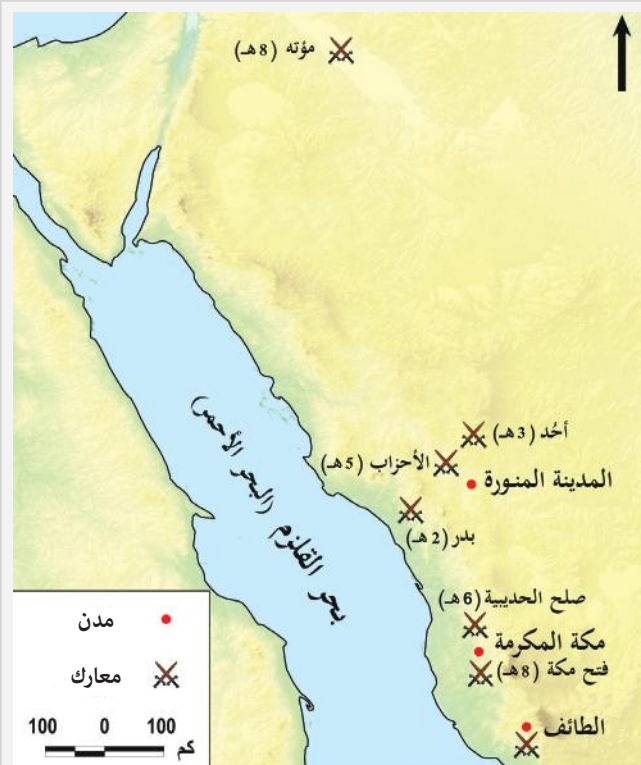 مؤته (8هـ)
أُحُد (3هـ)
الأحزاب (5هـ)
المدينة المنورة
بدر (2هـ)
بحر القلزم (البحر الأحمر)
صلح الحديبية (6هـ)
مكة المكرمة
فتح مكة (8هـ)
الطائف
مدن
معارك
100 0 100
كم